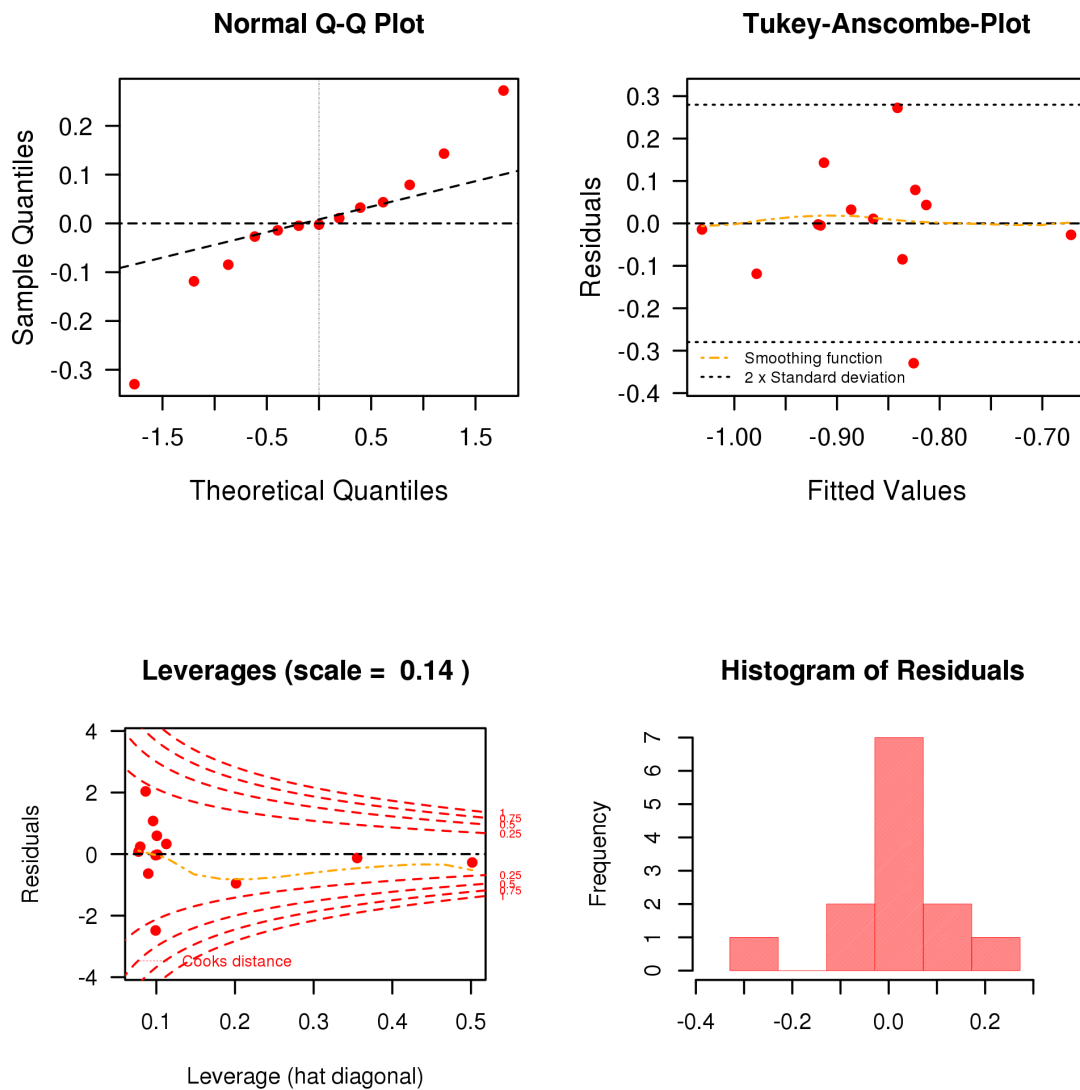 Normal Q-Q Plot
Sample Quantiles
0.2
0.1
0.0
-0.1
-0.2
-0.3
-1.5 -0.5 0.5 1.5
Theoretical Quantiles
Tukey-Anscombe-Plot
Residuals
0.3
0.2
0.1
0.0
-0.1
-0.2
-0.3
-0.4
Smoothing function
2 x Standard deviation
-1.00 -0.90 -0.80 -0.70
Fitted Values
Leverages (scale = 0.14 )
Residuals
4
2
0
-2
-4
1
0.75
0.5
0.25
0.25
0.5
0.75
1
Cooks distance
0.1 0.2 0.3 0.4 0.5
Leverage (hat diagonal)
Histogram of Residuals
Frequency
7
6
5
4
3
2
1
0
-0.4 -0.2 0.0 0.2